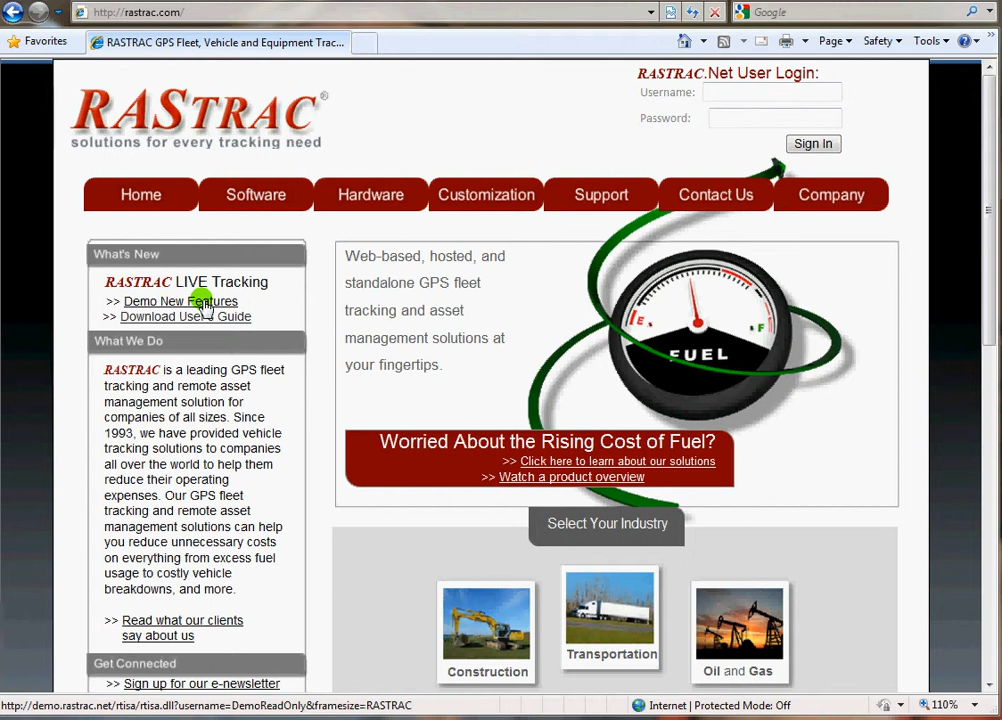 http://rastrac.com/
Google
Favorites
RASTRAC GPS Fleet, Vehicle and Equipment Trac...
Page
Safety
Tools
RASTRAC®
solutions for every tracking need
RASTRAC.Net User Login:
Username:
Password:
Sign In
Home
Software
Hardware
Customization
Support
Contact Us
Company
What's New
RASTRAC LIVE Tracking
>> Demo New Features
>> Download User's Guide
What We Do
RASTRAC is a leading GPS fleet
tracking and remote asset
management solution for
companies of all sizes. Since
1993, we have provided vehicle
tracking solutions to companies
all over the world to help them
reduce their operating
expenses. Our GPS fleet
tracking and remote asset
management solutions can help
you reduce unnecessary costs
on everything from excess fuel
usage to costly vehicle
breakdowns, and more.
>> Read what our clients
say about us
Get Connected
>> Sign up for our e-newsletter
Web-based, hosted, and
standalone GPS fleet
tracking and asset
management solutions at
your fingertips.
E
F
FUEL
Worried About the Rising Cost of Fuel?
>> Click here to learn about our solutions
>> Watch a product overview
Select Your Industry
Construction
Transportation
Oil and Gas
http://demo.rastrac.net/rtisa/rtisa.dll?username=DemoReadOnly&framesize=RASTRAC
Internet | Protected Mode: Off
110%